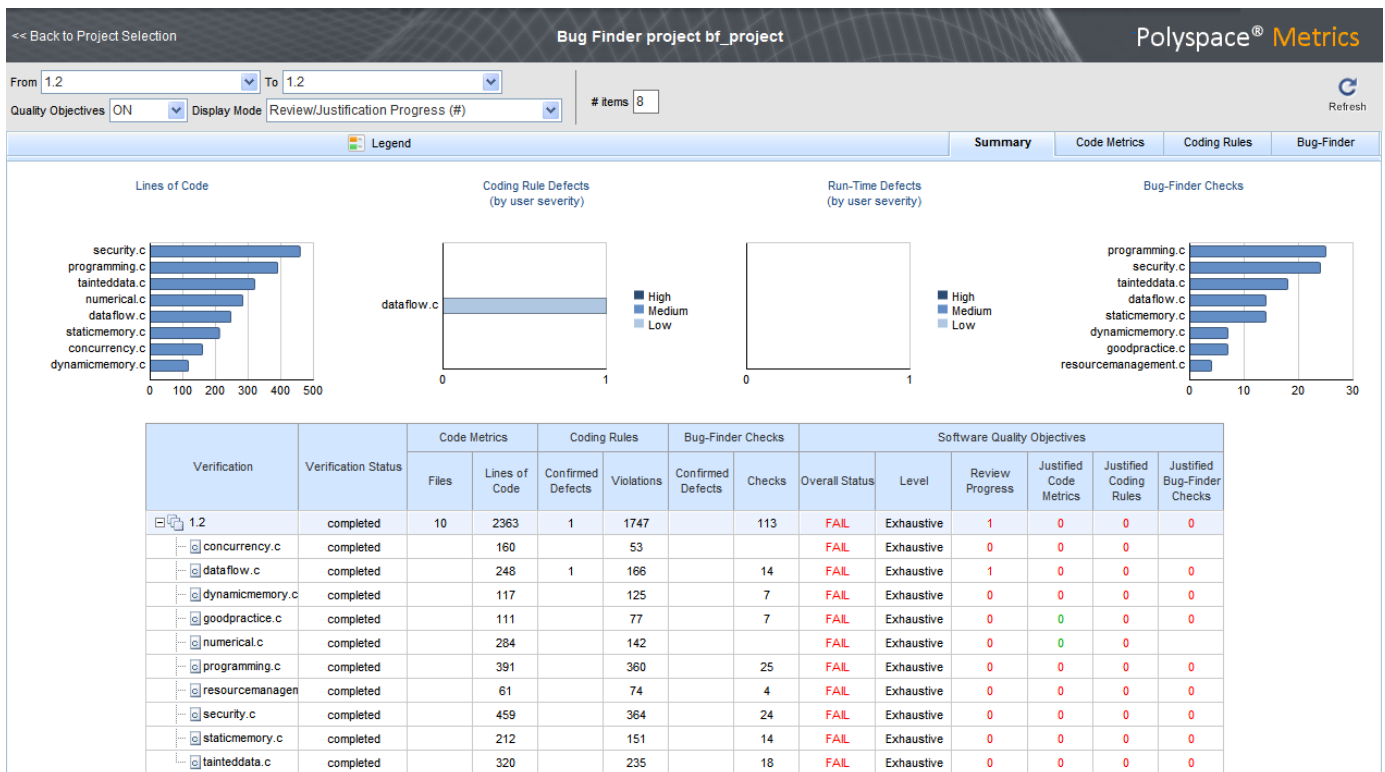 << Back to Project Selection
Bug Finder project bf_project
Polyspace® Metrics
From 1.2 To 1.2
Quality Objectives ON Display Mode Review/Justification Progress (#)
# items 8
Refresh
Legend
Summary Code Metrics Coding Rules Bug-Finder
Lines of Code
security.c
programming.c
tainteddata.c
numerical.c
dataflow.c
staticmemory.c
concurrency.c
dynamicmemory.c
0 100 200 300 400 500
Coding Rule Defects
(by user severity)
dataflow.c
0 1
High
Medium
Low
Run-Time Defects
(by user severity)
0 1
High
Medium
Low
Bug-Finder Checks
programming.c
security.c
tainteddata.c
dataflow.c
staticmemory.c
dynamicmemory.c
goodpractice.c
resourcemanagement.c
0 10 20 30
Verification Verification Status Code Metrics Coding Rules Bug-Finder Checks Software Quality Objectives
Files Lines of Code Confirmed Defects Violations Confirmed Defects Checks Overall Status Level Review Progress Justified Code Metrics Justified Coding Rules Justified Bug-Finder Checks
1.2 completed 10 2363 1 1747 113 FAIL Exhaustive 1 0 0 0
concurrency.c completed 160 53 FAIL Exhaustive 0 0 0
dataflow.c completed 248 1 166 14 FAIL Exhaustive 1 0 0 0
dynamicmemory.c completed 117 125 7 FAIL Exhaustive 0 0 0 0
goodpractice.c completed 111 77 7 FAIL Exhaustive 0 0 0 0
numerical.c completed 284 142 FAIL Exhaustive 0 0 0
programming.c completed 391 360 25 FAIL Exhaustive 0 0 0 0
resourcemanagen completed 61 74 4 FAIL Exhaustive 0 0 0 0
security.c completed 459 364 24 FAIL Exhaustive 0 0 0 0
staticmemory.c completed 212 151 14 FAIL Exhaustive 0 0 0 0
tainteddata.c completed 320 235 18 FAIL Exhaustive 0 0 0 0